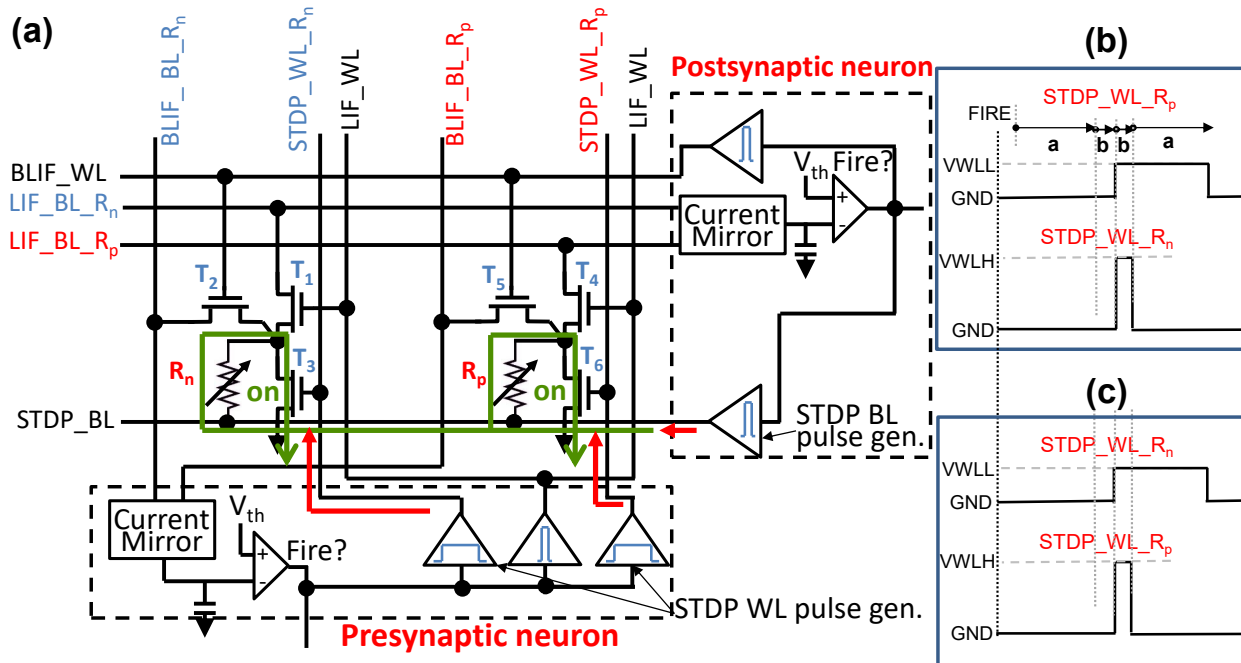 (a)
BLIF_BL_Rn
STDP_WL_Rn
LIF_WL
BLIF_BL_Rp
STDP_WL_Rp
LIF_WL
Postsynaptic neuron
BLIF_WL
LIF_BL_Rn
LIF_BL_Rp
Vth Fire?
+
-
Current
Mirror
T2
T1
T5
T4
T3
T6
Rn
on
Rp
on
STDP_BL
STDP BL
pulse gen.
Current
Mirror
Vth
Fire?
+
-
STDP WL pulse gen.
Presynaptic neuron
(b)
STDP_WL_Rp
FIRE
a
b
b
a
VWLL
GND
STDP_WL_Rn
VWLH
GND
(c)
STDP_WL_Rn
VWLL
GND
STDP_WL_Rp
VWLH
GND